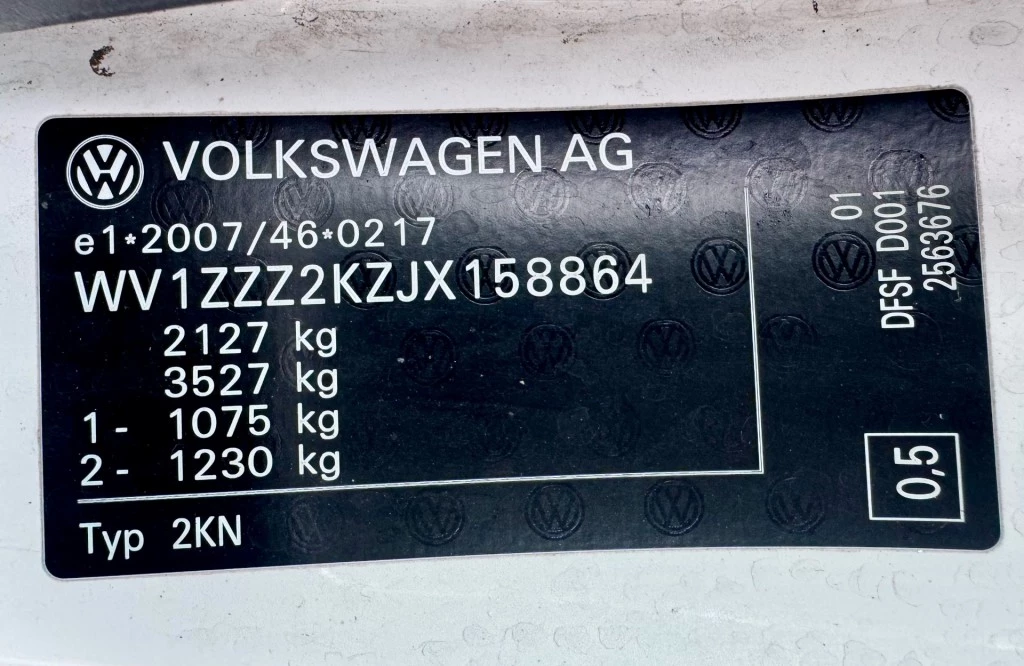 VOLKSWAGEN AG
e1*2007/46*0217
WV1ZZZ2KZJX158864
2127 kg
3527 kg
1- 1075 kg
2- 1230 kg
Typ 2KN
01
DFSF D001
2563676
0,5